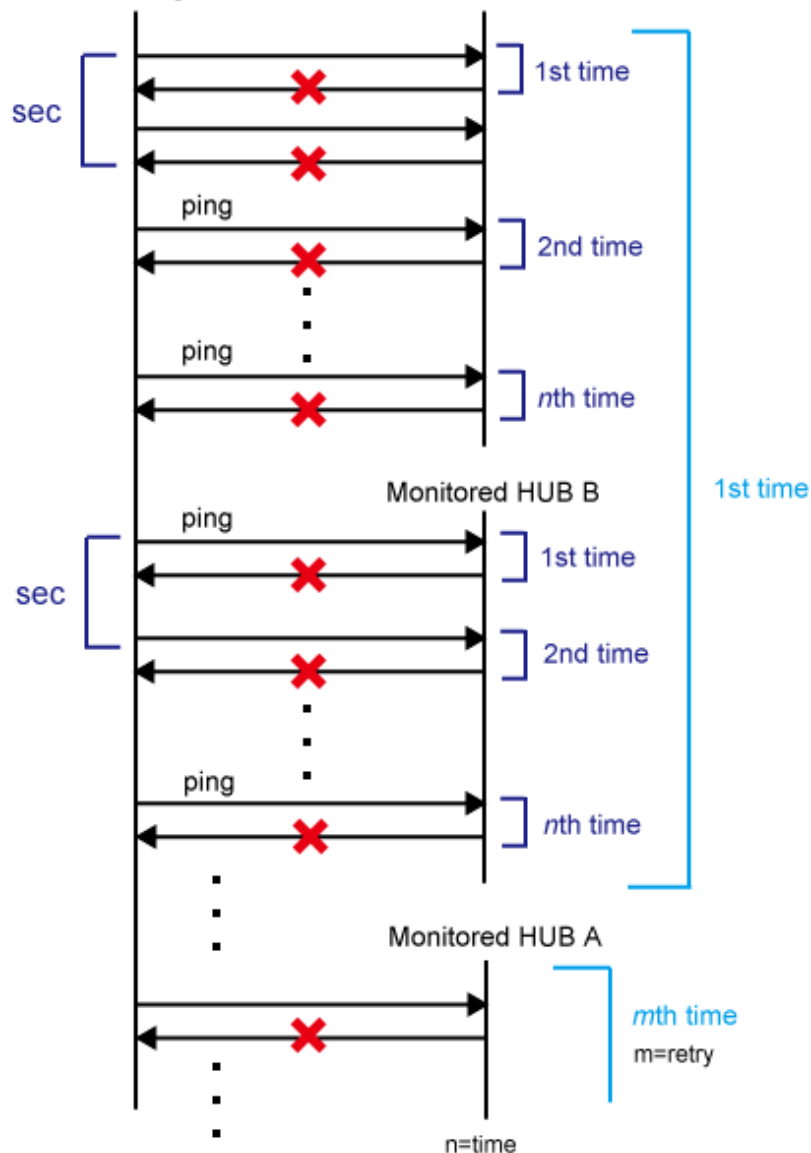 1st time
sec
ping
2nd time
ping
nth time
1st time
Monitored HUB B
ping
1st time
sec
2nd time
ping
nth time
Monitored HUB A
mth time
m=retry
n=time